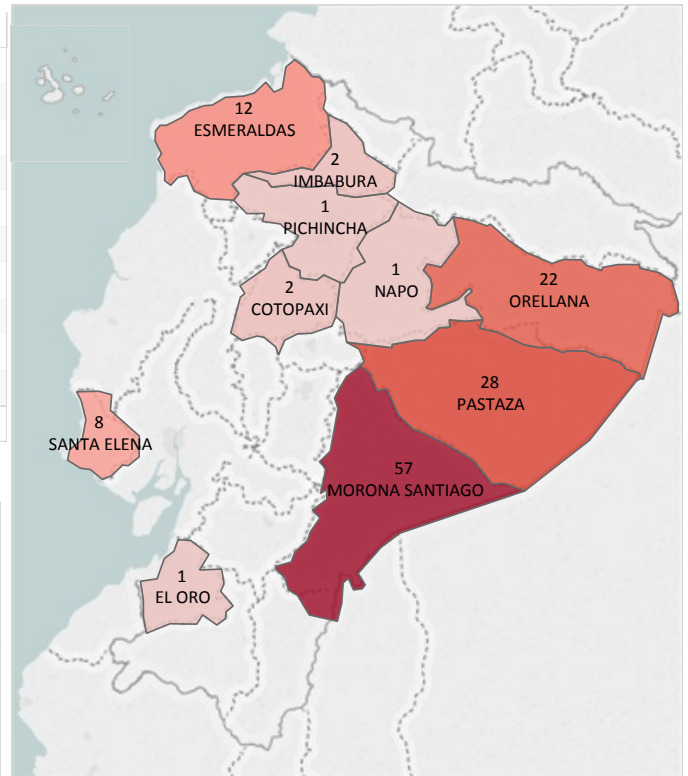 12
ESMERALDAS
2
IMBABURA
1
PICHINCHA
1
NAPO
22
ORELLANA
2
COTOPAXI
28
PASTAZA
8
SANTA ELENA
57
MORONA SANTIAGO
1
EL ORO